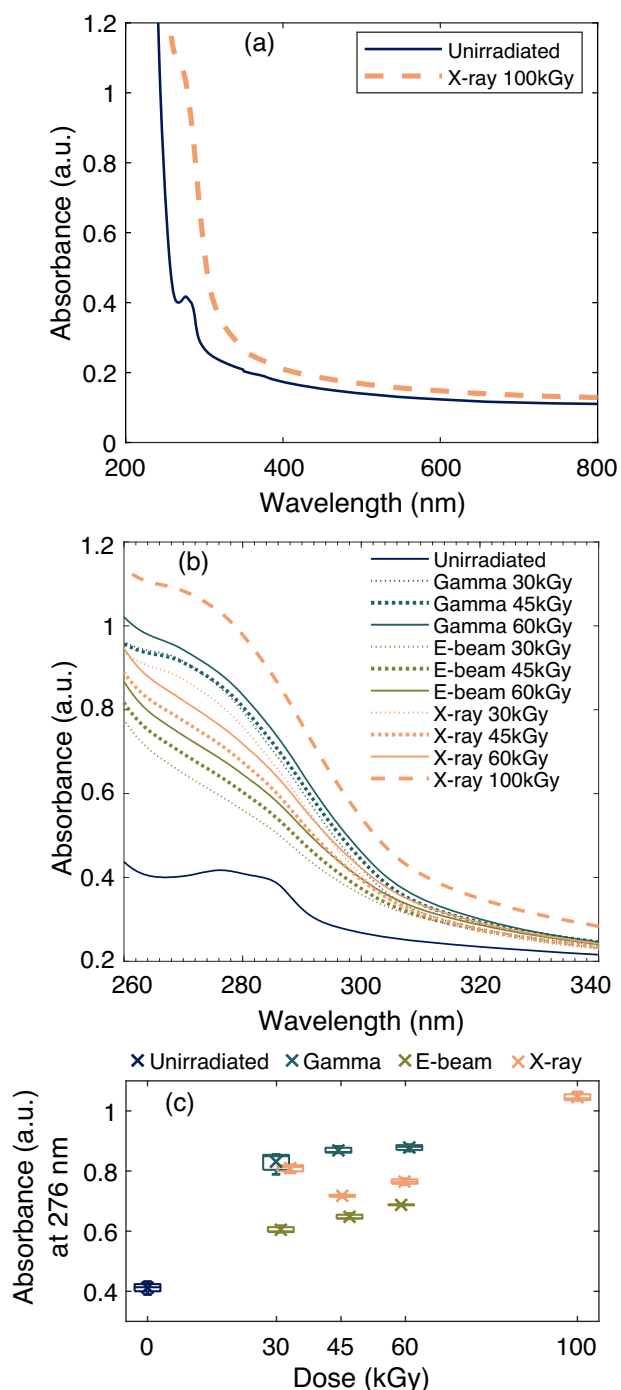 (a)
Unirradiated
X-ray 100kGy
1.2
1
0.8
0.6
0.4
0.2
0
Absorbance (a.u.)
200 400 600 800
Wavelength (nm)
(b)
Unirradiated
Gamma 30kGy
Gamma 45kGy
Gamma 60kGy
E-beam 30kGy
E-beam 45kGy
E-beam 60kGy
X-ray 30kGy
X-ray 45kGy
X-ray 60kGy
X-ray 100kGy
1.2
1
0.8
0.6
0.4
0.2
Absorbance (a.u.)
260 280 300 320 340
Wavelength (nm)
Unirradiated Gamma E-beam X-ray
(c)
1
0.8
0.6
0.4
Absorbance (a.u.)
at 276 nm
0 30 45 60 100
Dose (kGy)